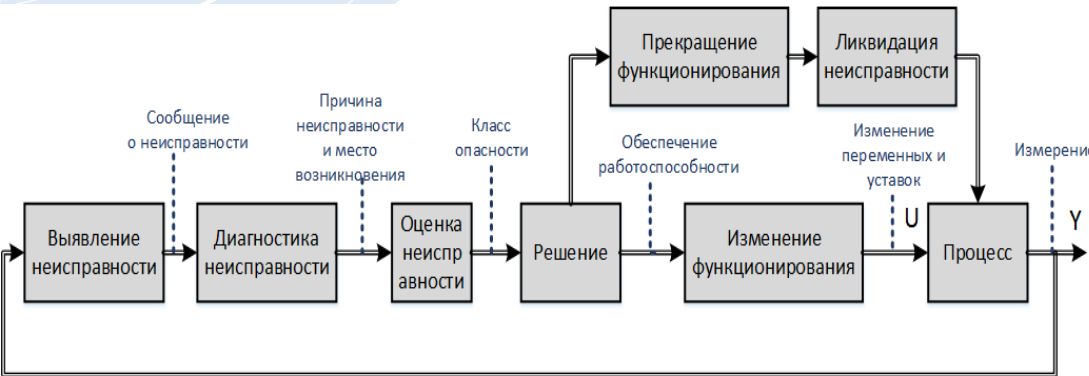 Прекращение
функционирования
Ликвидация
неисправности
Сообщение
о неисправности
Причина
неисправности
и место
возникновения
Класс
опасности
Обеспечение
работоспособности
Изменение
переменных и
уставок
Измерение
Выявление
неисправности
Диагностика
неисправности
Оценка
неиспр
авности
Решение
Изменение
функционирования
U
Процесс
Y